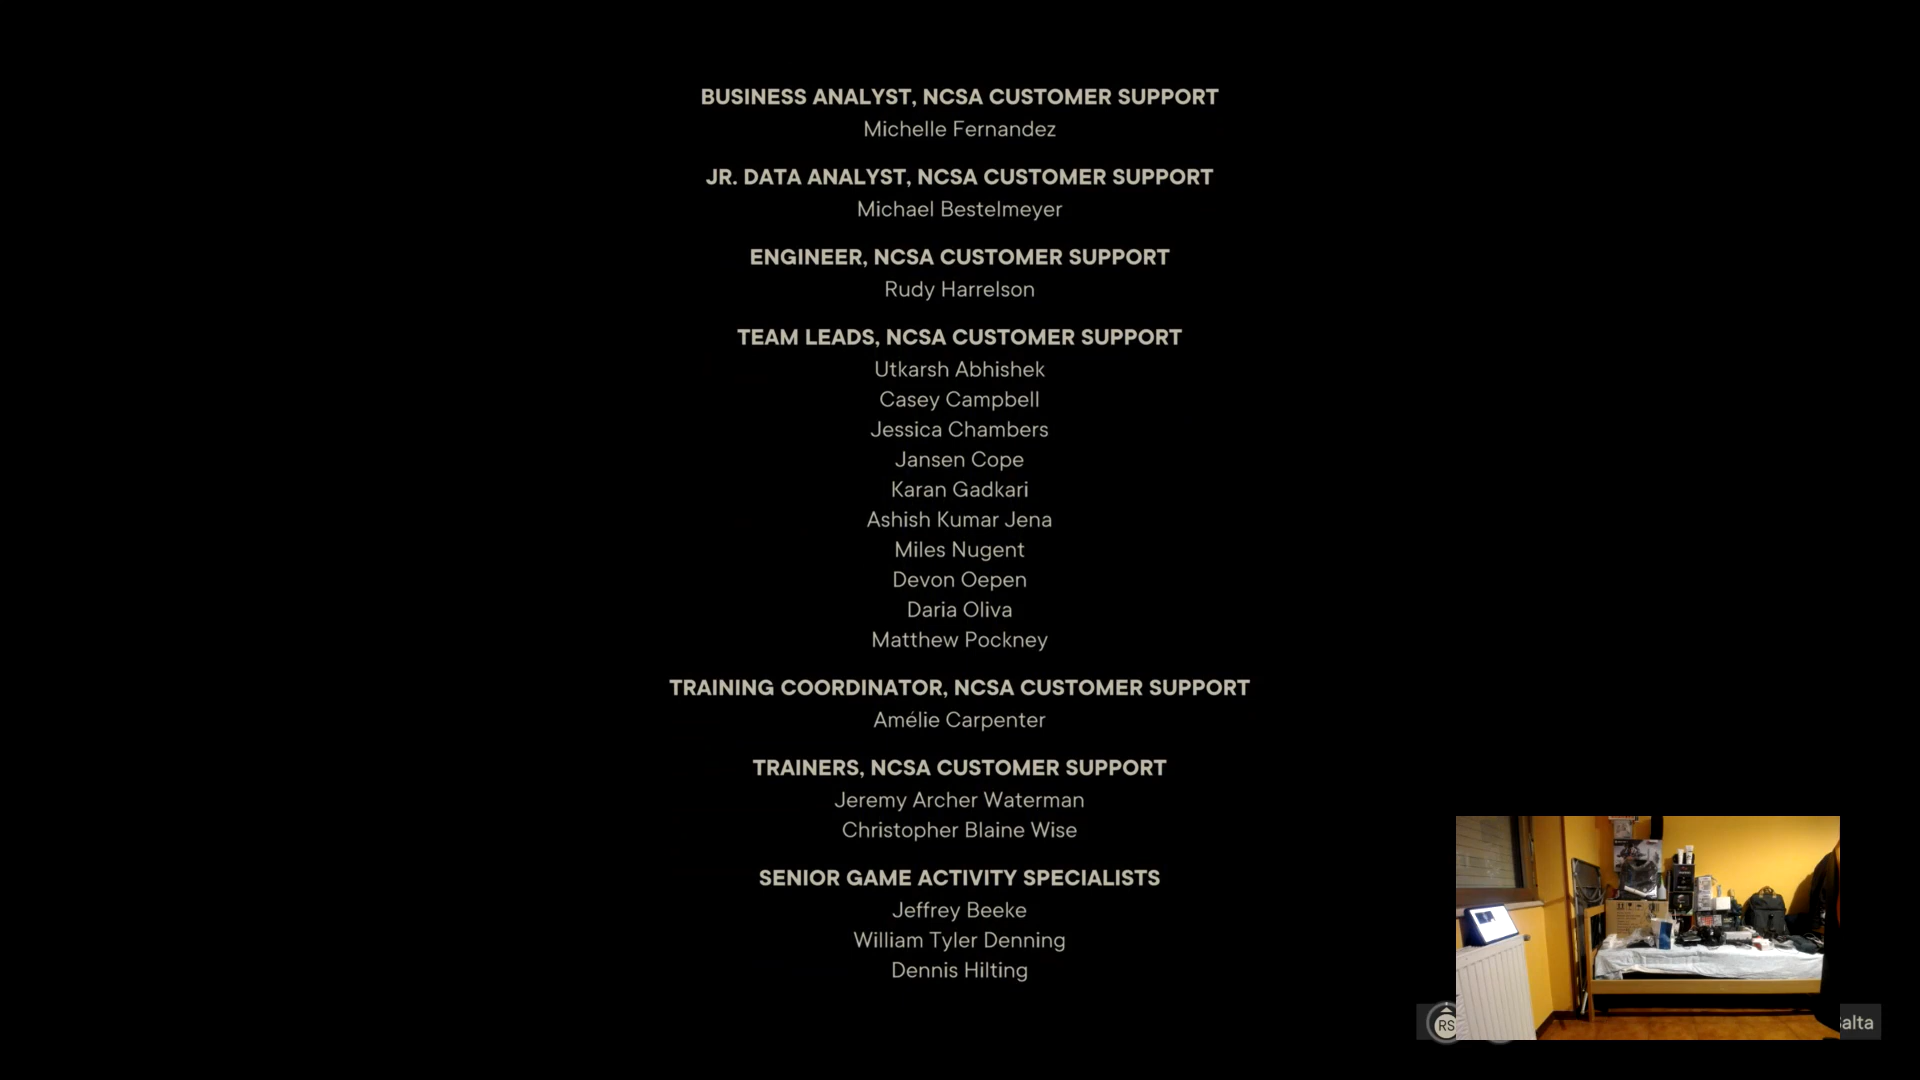 BUSINESS ANALYST, NCSA CUSTOMER SUPPORT
Michelle Fernandez
JR. DATA ANALYST, NCSA CUSTOMER SUPPORT
Michael Bestelmeyer
ENGINEER, NCSA CUSTOMER SUPPORT
Rudy Harrelson
TEAM LEADS, NCSA CUSTOMER SUPPORT
Utkarsh Abhishek
Casey Campbell
Jessica Chambers
Jansen Cope
Karan Gadkari
Ashish Kumar Jena
Miles Nugent
Devon Oepen
Daria Oliva
Matthew Pockney
TRAINING COORDINATOR, NCSA CUSTOMER SUPPORT
Amélie Carpenter
TRAINERS, NCSA CUSTOMER SUPPORT
Jeremy Archer Waterman
Christopher Blaine Wise
SENIOR GAME ACTIVITY SPECIALISTS
Jeffrey Beeke
William Tyler Denning
Dennis Hilting
RS